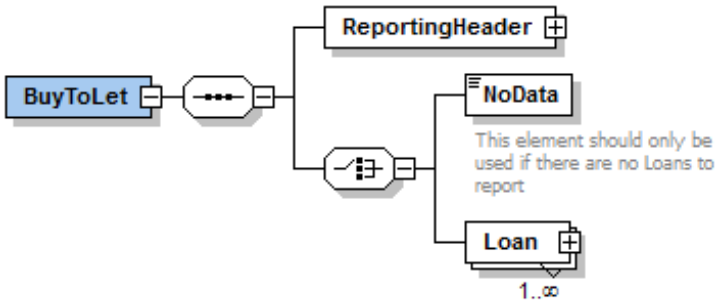 ReportingHeader
BuyToLet
NoData
This element should only be
used if there are no Loans to
report
Loan
1..∞